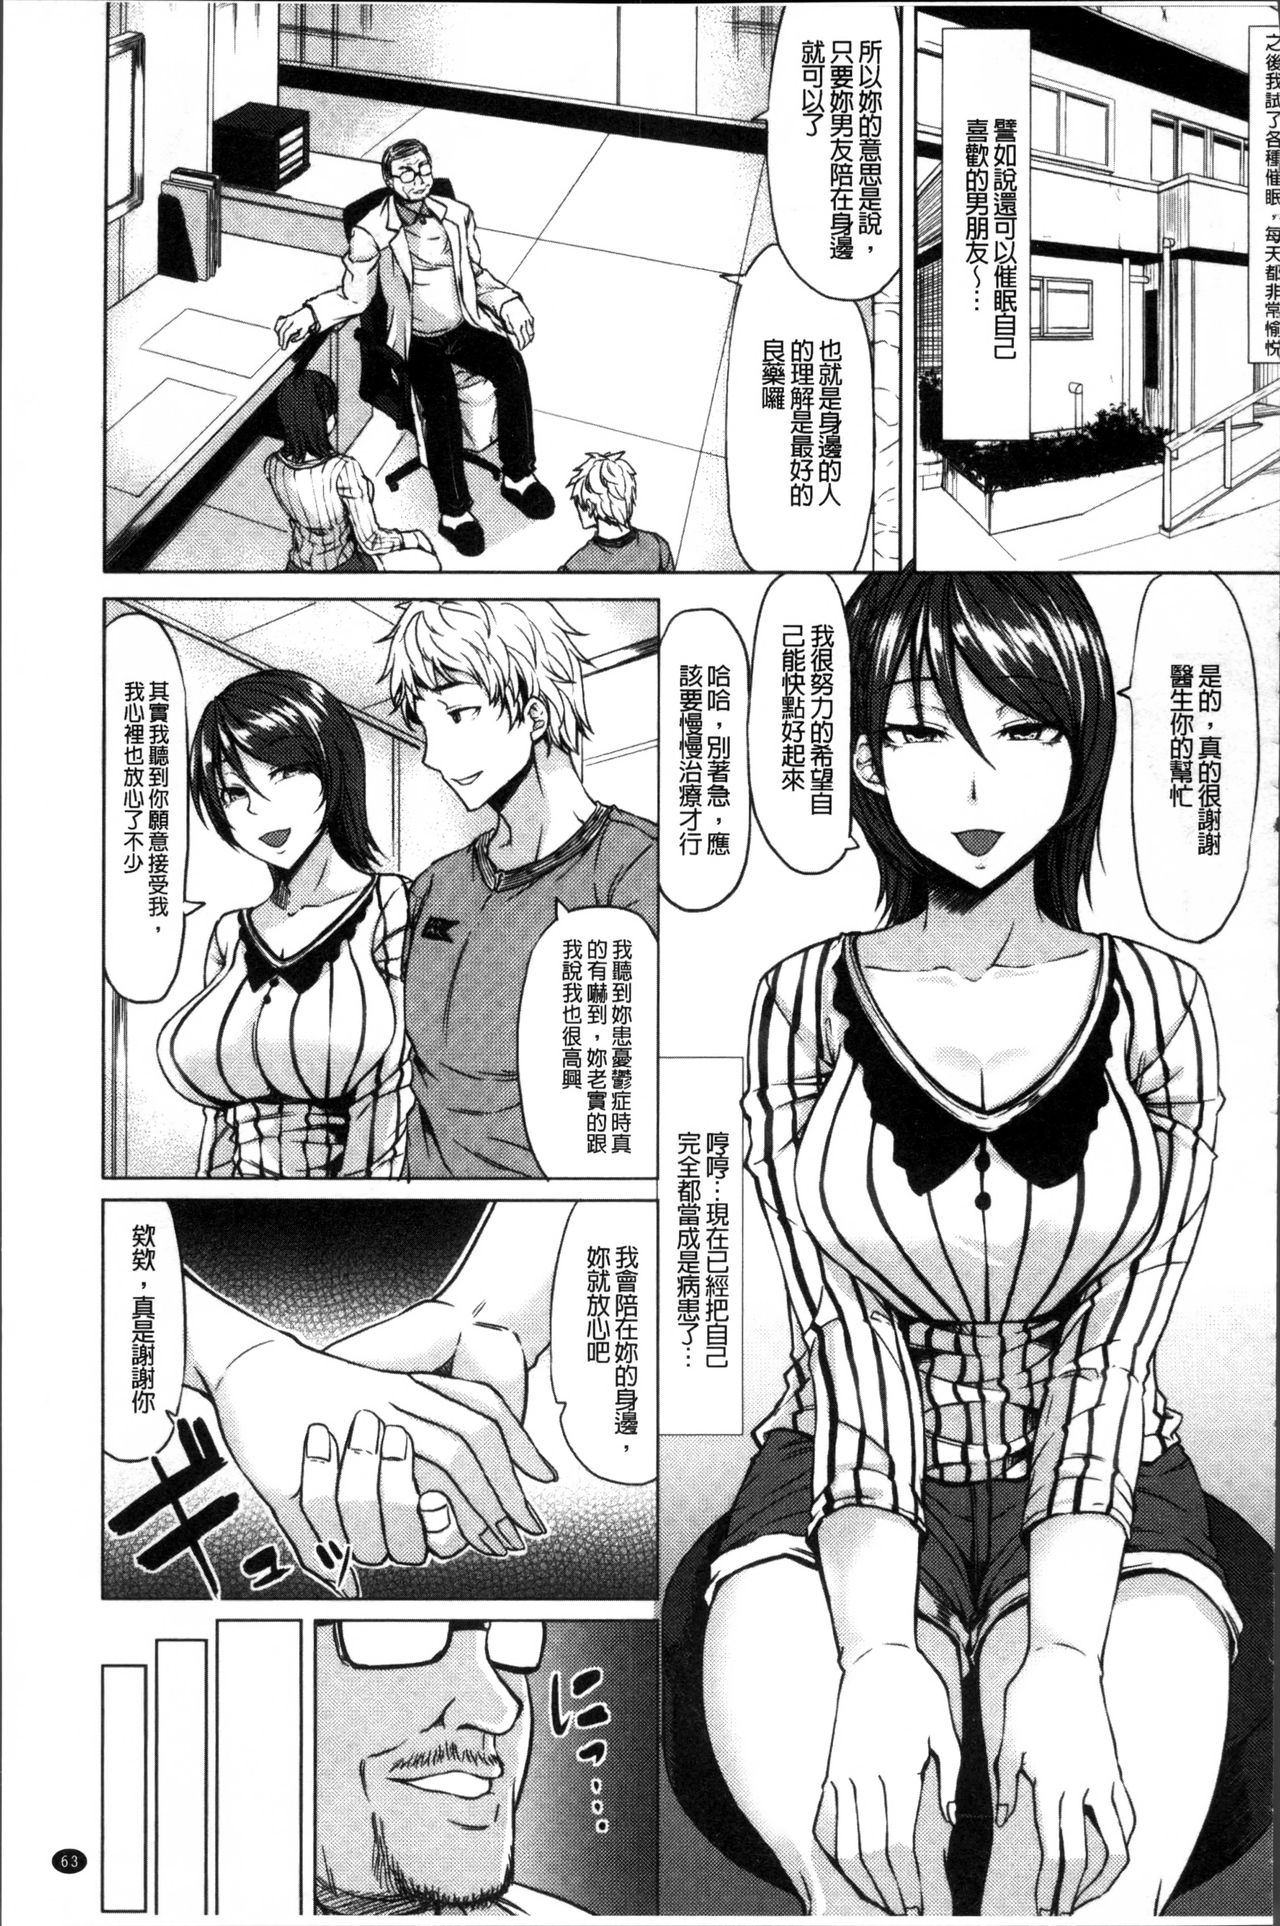 之後我試了各種催眠，每天都非常愉悅
譬如說還可以催眠自己
喜歡的男朋友～…
所以妳的意思是說，
只要妳男友陪在身邊
就可以了
也就是身邊的人
的理解是最好的
良藥囉
是的，真的很謝謝
醫生你的幫忙
我很努力的希望自
己能快點好起來
哈哈，別著急，應
該要慢慢治療才行
哼哼…現在已經把自己
完全都當成是病患了…
我聽到妳患憂鬱症時真
的有嚇到，妳老實的跟
我說我也很高興
其實我聽到你願意接受我，
我心裡也放心了不少
我會陪在妳的身邊，
妳就放心吧
欸欸，真是謝謝你
ギュッ
にっ…
63